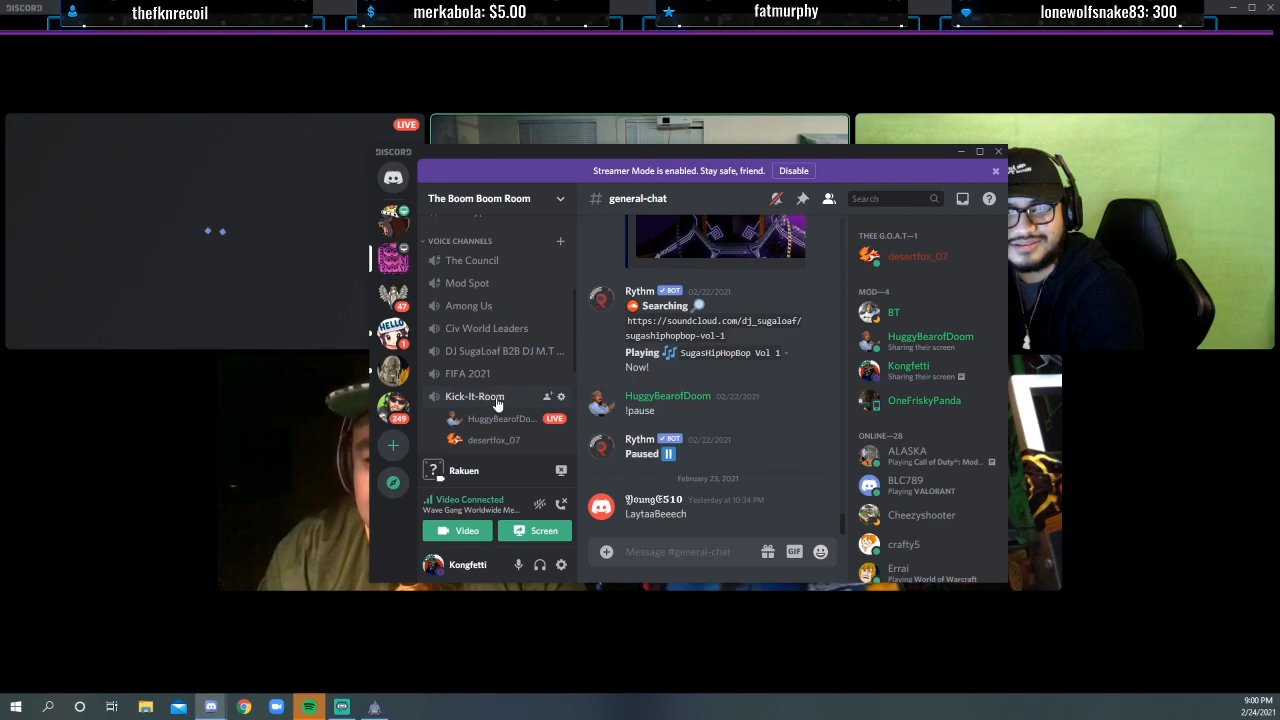 DISCORD
thefknrecoil
merkabola: $5.00
fatmurphy
lonewolfsnake83: 300
LIVE
DISCORD
Streamer Mode is enabled. Stay safe, friend.
Disable
The Boom Boom Room
# general-chat
Search
VOICE CHANNELS
The Council
Mod Spot
Among Us
Civ World Leaders
DJ SugaLoaf B2B DJ M.T ...
FIFA 2021
Kick-It-Room
HuggyBearofDo...
LIVE
desertfox_07
47
1
249
Rakuen
Video Connected
Wave Gang Worldwide Me...
Video
Screen
Kongfetti
Rythm
BOT
02/22/2021
Searching
https://soundcloud.com/dj_sugaloaf/
sugashiphopbop-vol-1
Playing SugasHipHopBop Vol 1 -
Now!
HuggyBearofDoom 02/22/2021
!pause
Rythm
BOT
02/22/2021
Paused
February 23, 2021
𝖄𝖔𝖚𝖓𝖌𝕰510 Yesterday at 10:34 PM
LaytaaBeeech
Message #general-chat
GIF
THEE G.O.A.T—1
desertfox_07
MOD—4
BT
HuggyBearofDoom
Sharing their screen
Kongfetti
Sharing their screen
OneFriskyPanda
ONLINE—28
ALASKA
Playing Call of Duty®: Mod...
BLC789
Playing VALORANT
Cheezyshooter
crafty5
Errai
Playing World of Warcraft
9:00 PM
2/24/2021